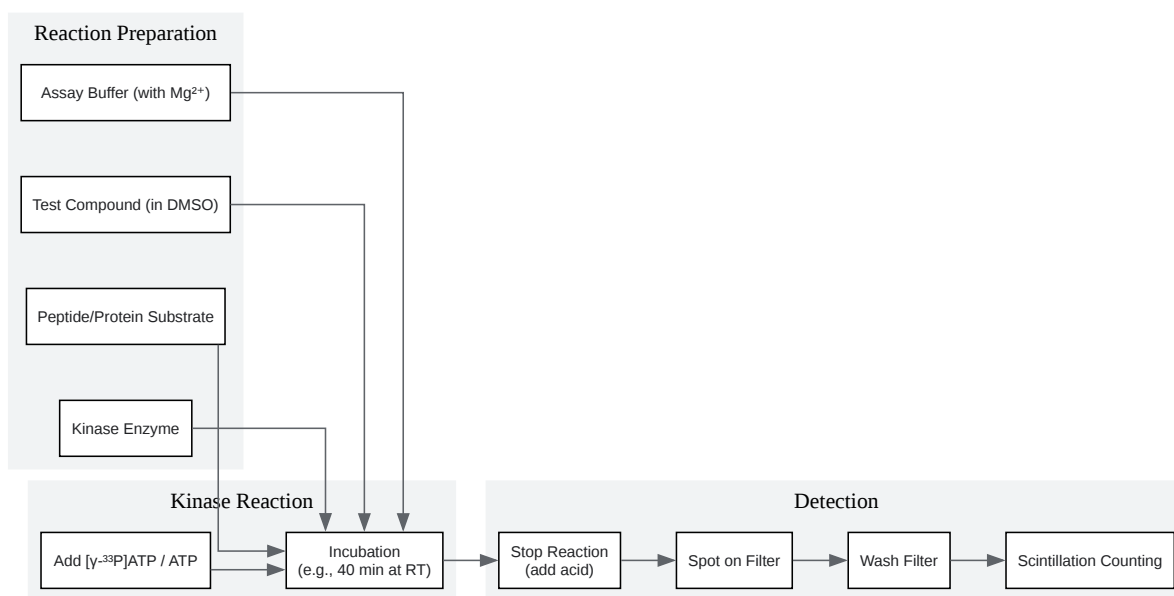 Reaction Preparation
Assay Buffer (with Mg²⁺)
Test Compound (in DMSO)
Peptide/Protein Substrate
Kinase Enzyme
Kinase Reaction
Add [γ-³³P]ATP / ATP
Incubation
(e.g., 40 min at RT)
Detection
Stop Reaction
(add acid)
Spot on Filter
Wash Filter
Scintillation Counting